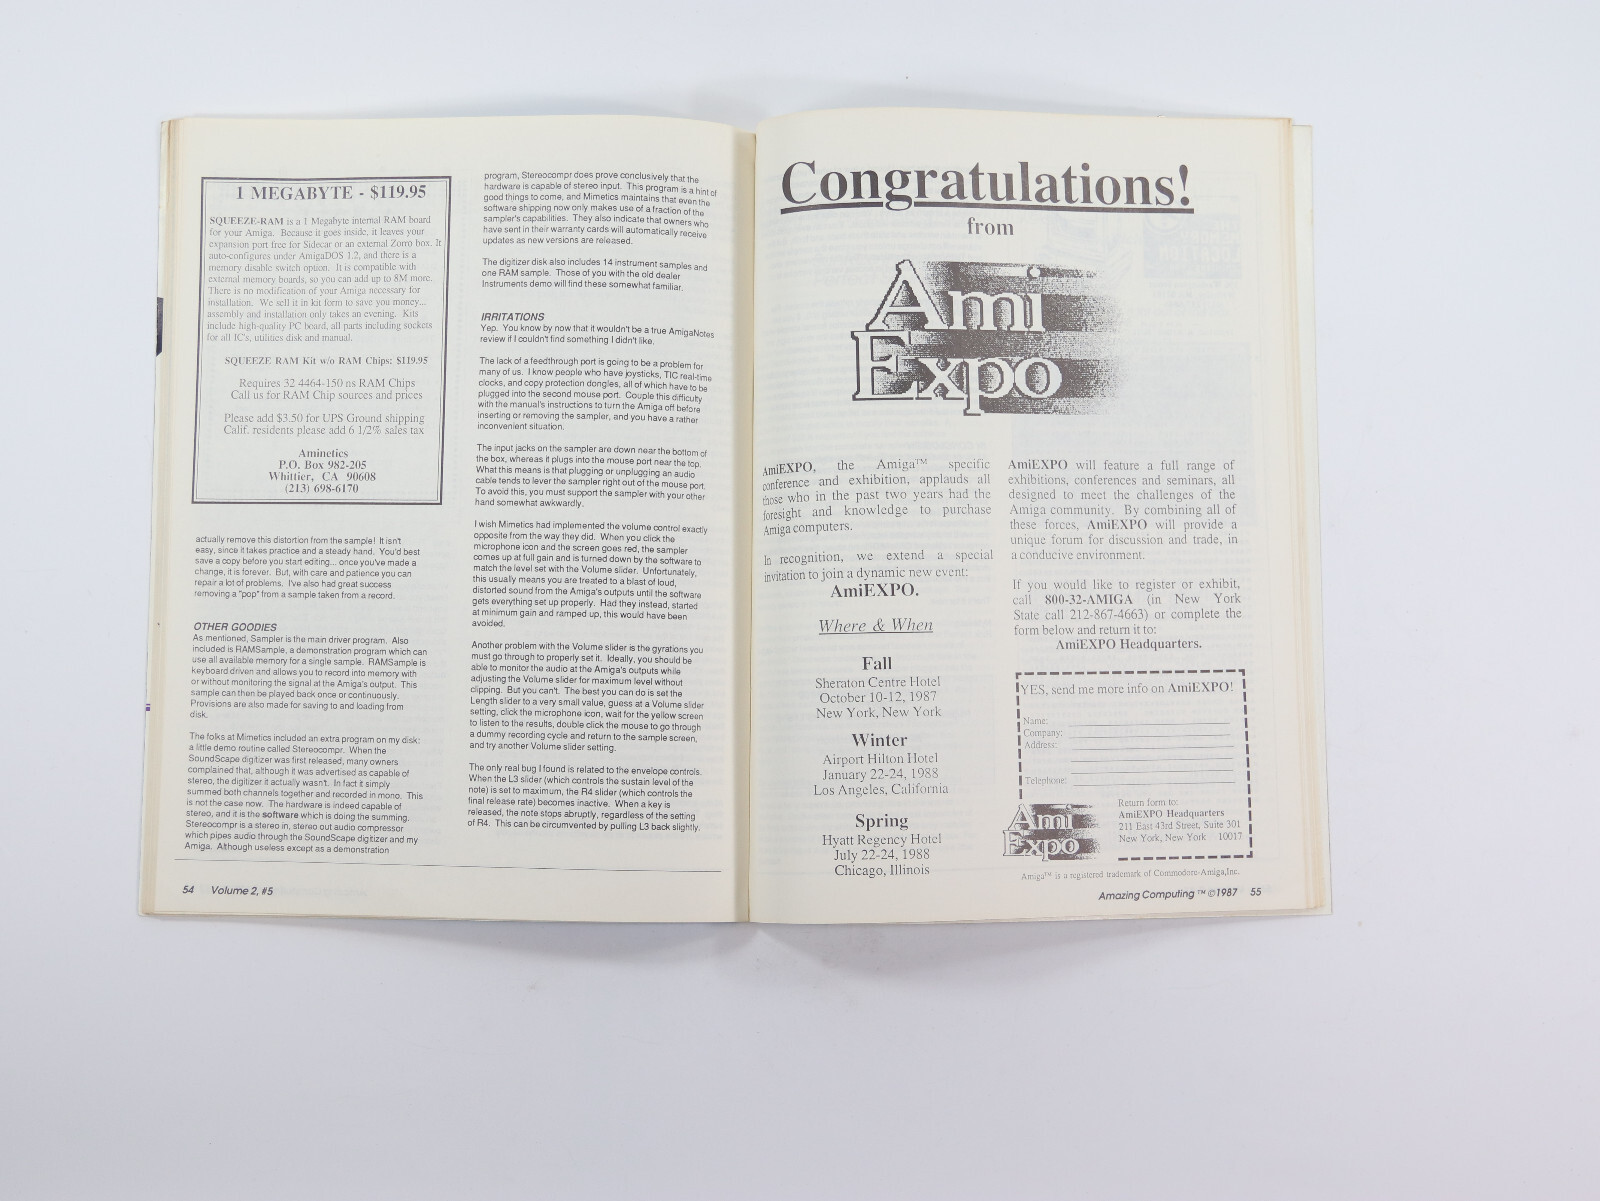 1 MEGABYTE - $119.95
SQUEEZE-RAM is a 1 Megabyte internal RAM board
for your Amiga.  Because it goes inside, it leaves your
expansion port free for Sidecar or an external Zorro box. It
auto-configures under AmigaDOS 1.2, and there is a
memory disable switch option.  It is compatible with
external memory boards, so you can add up to 8M more.
There is no modification of your Amiga necessary for
installation.  We sell it in kit form to save you money...
assembly and installation only takes an evening.  Kits
include high-quality PC board, all parts including sockets
for all IC's, utilities disk and manual.
SQUEEZE RAM Kit w/o RAM Chips: $119.95
Requires 32 4464-150 ns RAM Chips
Call us for RAM Chip sources and prices
Please add $3.50 for UPS Ground shipping
Calif. residents please add 6 1/2% sales tax
Aminetics
P.O. Box 982-205
Whittier, CA  90608
(213) 698-6170
actually remove this distortion from the sample!  It isn't
easy, since it takes practice and a steady hand.  You'd best
save a copy before you start editing... once you've made a
change, it is forever.  But, with care and patience you can
repair a lot of problems.  I've also had great success
removing a "pop" from a sample taken from a record.
OTHER GOODIES
As mentioned, Sampler is the main driver program.  Also
included is RAMSample, a demonstration program which can
use all available memory for a single sample.  RAMSample is
keyboard driven and allows you to record into memory with
or without monitoring the signal at the Amiga's output.  This
sample can then be played back once or continuously.
Provisions are also made for saving to and loading from
disk.
The folks at Mimetics included an extra program on my disk:
a little demo routine called Stereocompr.  When the
SoundScape digitizer was first released, many owners
complained that, although it was advertised as capable of
stereo, the digitizer it actually wasn't.  In fact it simply
summed both channels together and recorded in mono.  This
is not the case now.  The hardware is indeed capable of
stereo, and it is the software which is doing the summing.
Stereocompr is a stereo in, stereo out audio compressor
which pipes audio through the SoundScape digitizer and my
Amiga.  Although useless except as a demonstration
program, Stereocompr does prove conclusively that the
hardware is capable of stereo input.  This program is a hint of
good things to come, and Mimetics maintains that even the
software shipping now only makes use of a fraction of the
sampler's capabilities.  They also indicate that owners who
have sent in their warranty cards will automatically receive
updates as new versions are released.
The digitizer disk also includes 14 instrument samples and
one RAM sample.  Those of you with the old dealer
Instruments demo will find these somewhat familiar.
IRRITATIONS
Yep.  You know by now that it wouldn't be a true AmigaNotes
review if I couldn't find something I didn't like.
The lack of a feedthrough port is going to be a problem for
many of us.  I know people who have joysticks, TIC real-time
clocks, and copy protection dongles, all of which have to be
plugged into the second mouse port.  Couple this difficulty
with the manual's instructions to turn the Amiga off before
inserting or removing the sampler, and you have a rather
inconvenient situation.
The input jacks on the sampler are down near the bottom of
the box, whereas it plugs into the mouse port near the top.
What this means is that plugging or unplugging an audio
cable tends to lever the sampler right out of the mouse port.
To avoid this, you must support the sampler with your other
hand somewhat awkwardly.
I wish Mimetics had implemented the volume control exactly
opposite from the way they did.  When you click the
microphone icon and the screen goes red, the sampler
comes up at full gain and is turned down by the software to
match the level set with the Volume slider.  Unfortunately,
this usually means you are treated to a blast of loud,
distorted sound from the Amiga's outputs until the software
gets everything set up properly.  Had they instead, started
at minimum gain and ramped up, this would have been
avoided.
Another problem with the Volume slider is the gyrations you
must go through to properly set it.  Ideally, you should be
able to monitor the audio at the Amiga's outputs while
adjusting the Volume slider for maximum level without
clipping.  But you can't.  The best you can do is set the
Length slider to a very small value, guess at a Volume slider
setting, click the microphone icon, wait for the yellow screen
to listen to the results, double click the mouse to go through
a dummy recording cycle and return to the sample screen,
and try another Volume slider setting.
The only real bug I found is related to the envelope controls.
When the L3 slider (which controls the sustain level of the
note) is set to maximum, the R4 slider (which controls the
final release rate) becomes inactive.  When a key is
released, the note stops abruptly, regardless of the setting
of R4.  This can be circumvented by pulling L3 back slightly.
54    Volume 2, #5
Congratulations!
from
Ami
Expo
AmiEXPO, the Amiga™ specific
conference and exhibition, applauds all
those who in the past two years had the
foresight and knowledge to purchase
Amiga computers.
In recognition, we extend a special
invitation to join a dynamic new event:
AmiEXPO.
Where & When
Fall
Sheraton Centre Hotel
October 10-12, 1987
New York, New York
Winter
Airport Hilton Hotel
January 22-24, 1988
Los Angeles, California
Spring
Hyatt Regency Hotel
July 22-24, 1988
Chicago, Illinois
AmiEXPO will feature a full range of
exhibitions, conferences and seminars, all
designed to meet the challenges of the
Amiga community.  By combining all of
these forces, AmiEXPO will provide a
unique forum for discussion and trade, in
a conducive environment.
If you would like to register or exhibit,
call 800-32-AMIGA (in New York
State call 212-867-4663) or complete the
form below and return it to:
AmiEXPO Headquarters.
YES, send me more info on AmiEXPO!
Name:
Company:
Address:
Telephone:
Ami
Expo
Return form to:
AmiEXPO Headquarters
211 East 43rd Street, Suite 301
New York, New York  10017
Amiga™ is a registered trademark of Commodore-Amiga,Inc.
Amazing Computing ™ ©1987    55